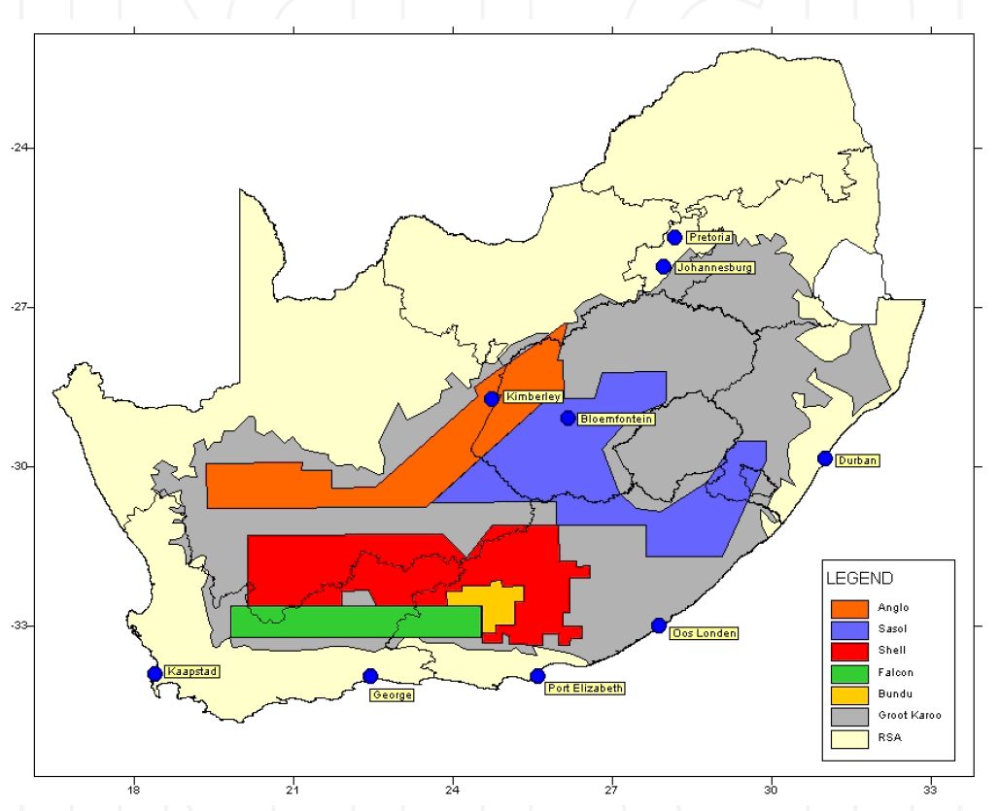 -24
-27
-30
-33
Pretoria
Johannesburg
Kimberley
Bloemfontein
Durban
Oos Londen
Kaapstad
George
Port Elizabeth
LEGEND
Anglo
Sasol
Shell
Falcon
Bundu
Groot Karoo
RSA
18 21 24 27 30 33